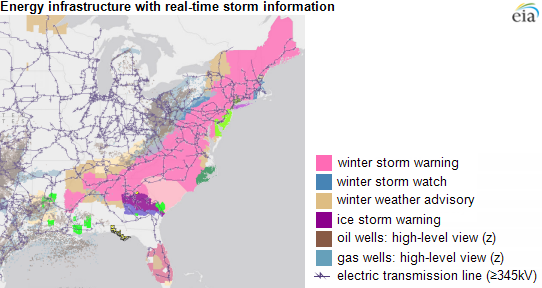 Energy infrastructure with real-time storm information
eia
winter storm warning
winter storm watch
winter weather advisory
ice storm warning
oil wells: high-level view (z)
gas wells: high-level view (z)
electric transmission line (≥345kV)